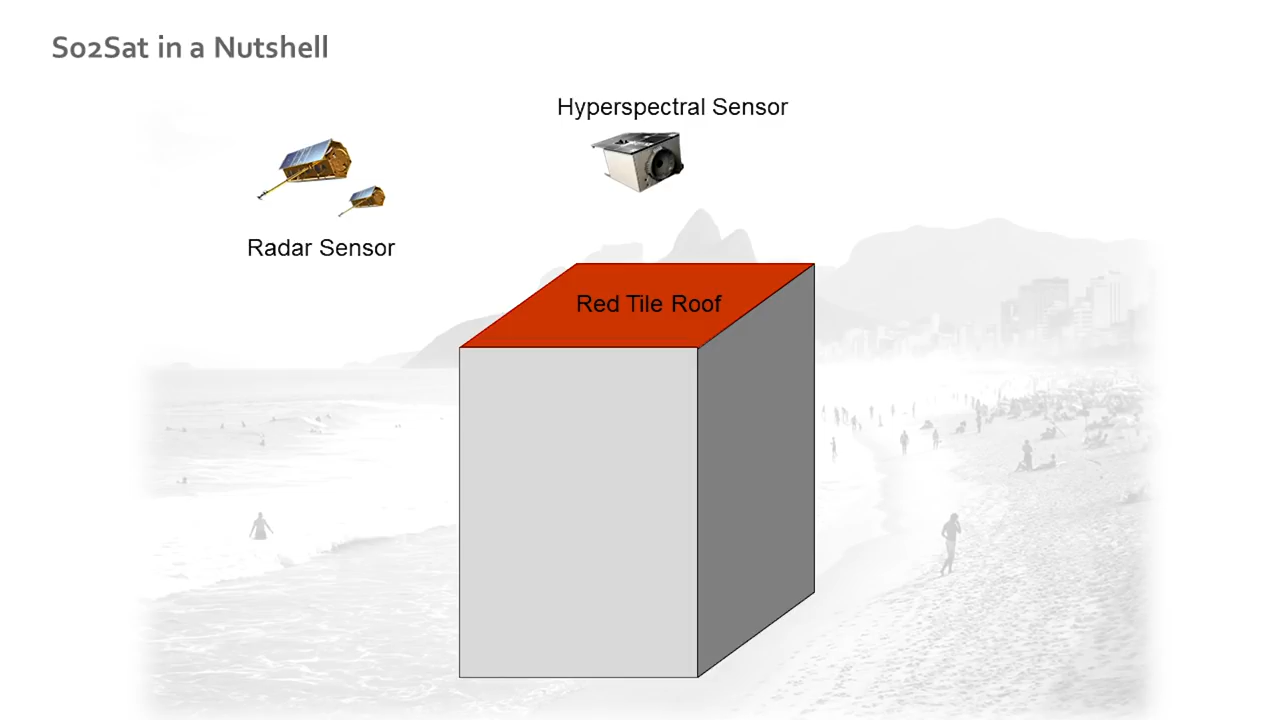 So2Sat in a Nutshell
Hyperspectral Sensor
Radar Sensor
Red Tile Roof